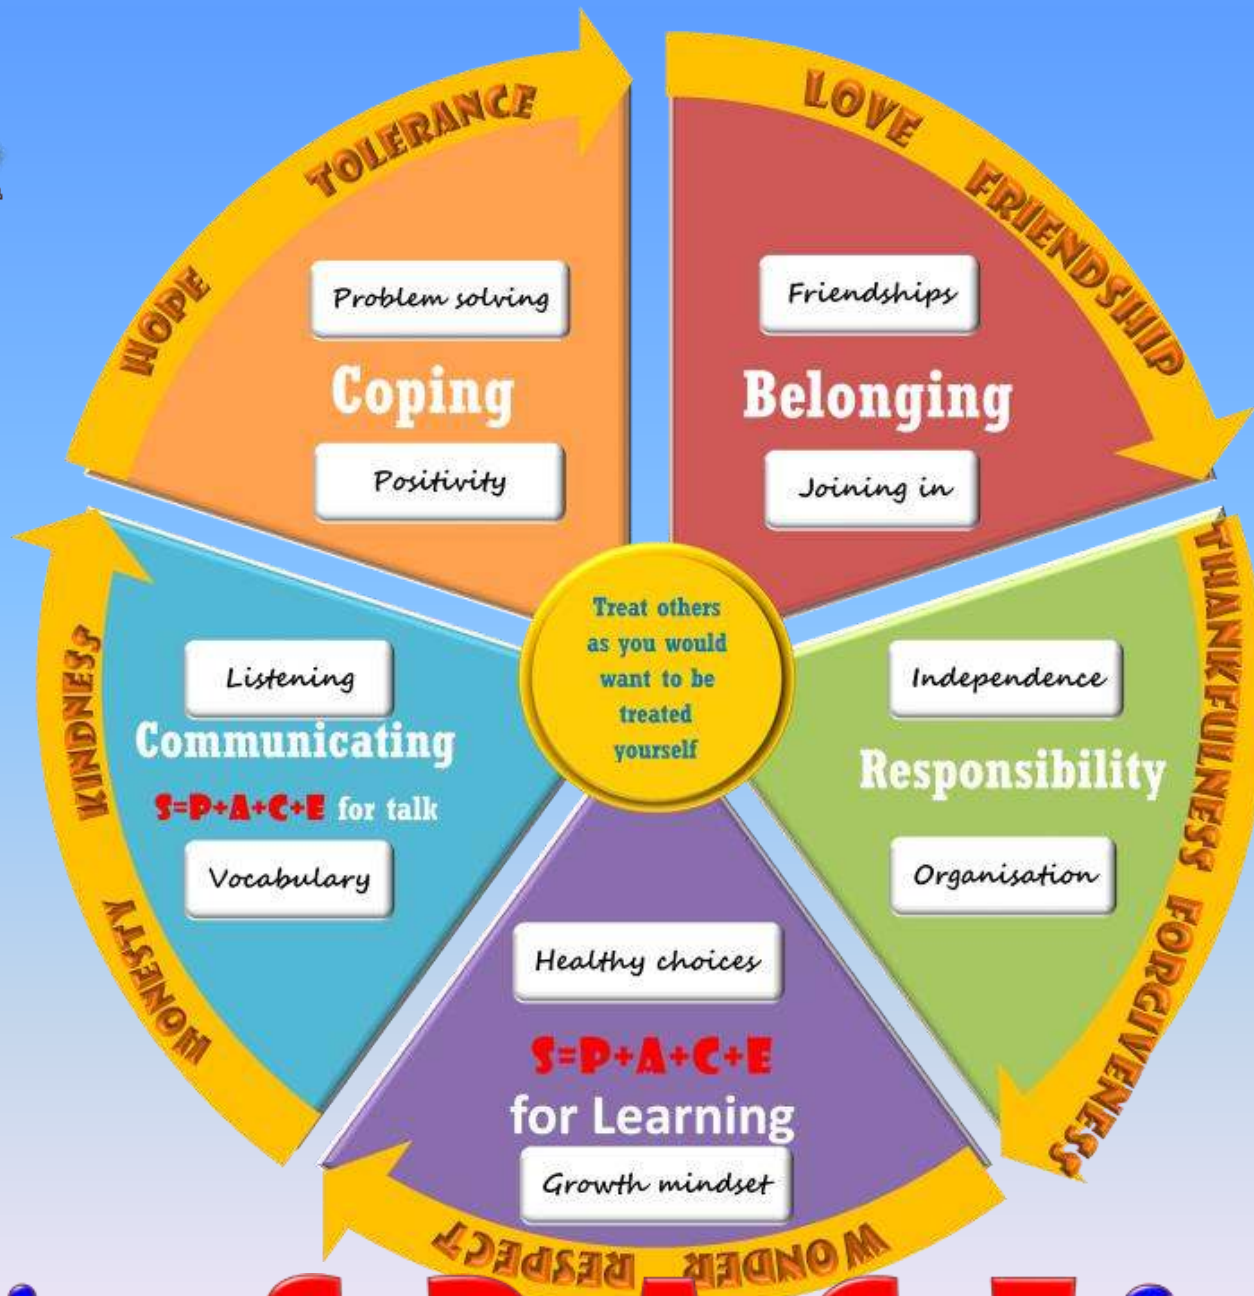 HOPE TOLERANCE
Problem solving
Coping
Positivity
LOVE FRIENDSHIP
Friendships
Belonging
Joining in
THANKFULNESS FORGIVENESS
Independence
Responsibility
Organisation
WONDER RESPECT
Healthy choices
S=P+A+C+E
for Learning
Growth mindset
HONESTY KINDNESS
Listening
Communicating
S=P+A+C+E for talk
Vocabulary
Treat others
as you would
want to be
treated
yourself